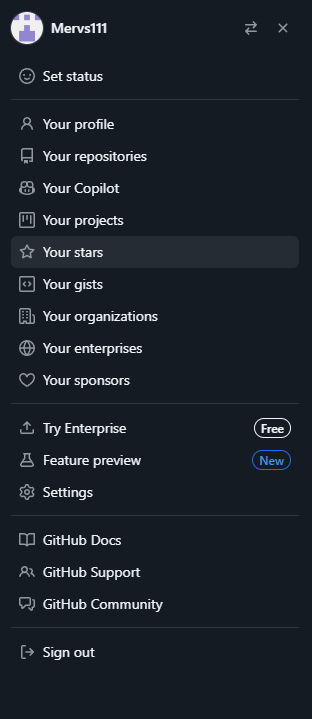 Mervs111
Set status
Your profile
Your repositories
Your Copilot
Your projects
Your stars
Your gists
Your organizations
Your enterprises
Your sponsors
Try Enterprise Free
Feature preview New
Settings
GitHub Docs
GitHub Support
GitHub Community
Sign out